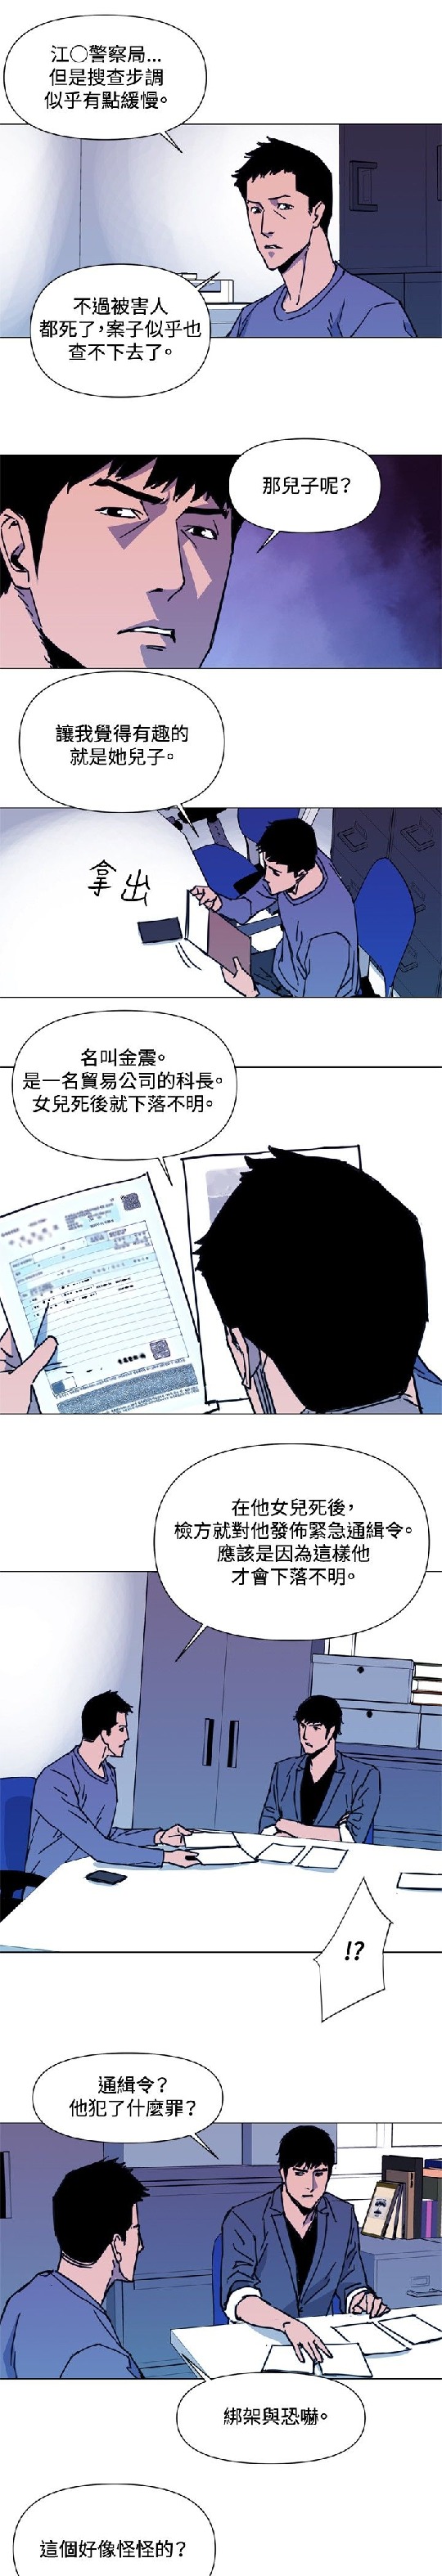 江○警察局...
但是搜查步調
似乎有點緩慢。
不過被害人
都死了,案子似乎也
查不下去了。
那兒子呢?
讓我覺得有趣的
就是她兒子。
拿出
名叫金震。
是一名貿易公司的科長。
女兒死後就下落不明。
在他女兒死後,
檢方就對他發佈緊急通緝令。
應該是因為這樣他
才會下落不明。
!?
通緝令?
他犯了什麼罪?
綁架與恐嚇。
這個好像怪怪的?